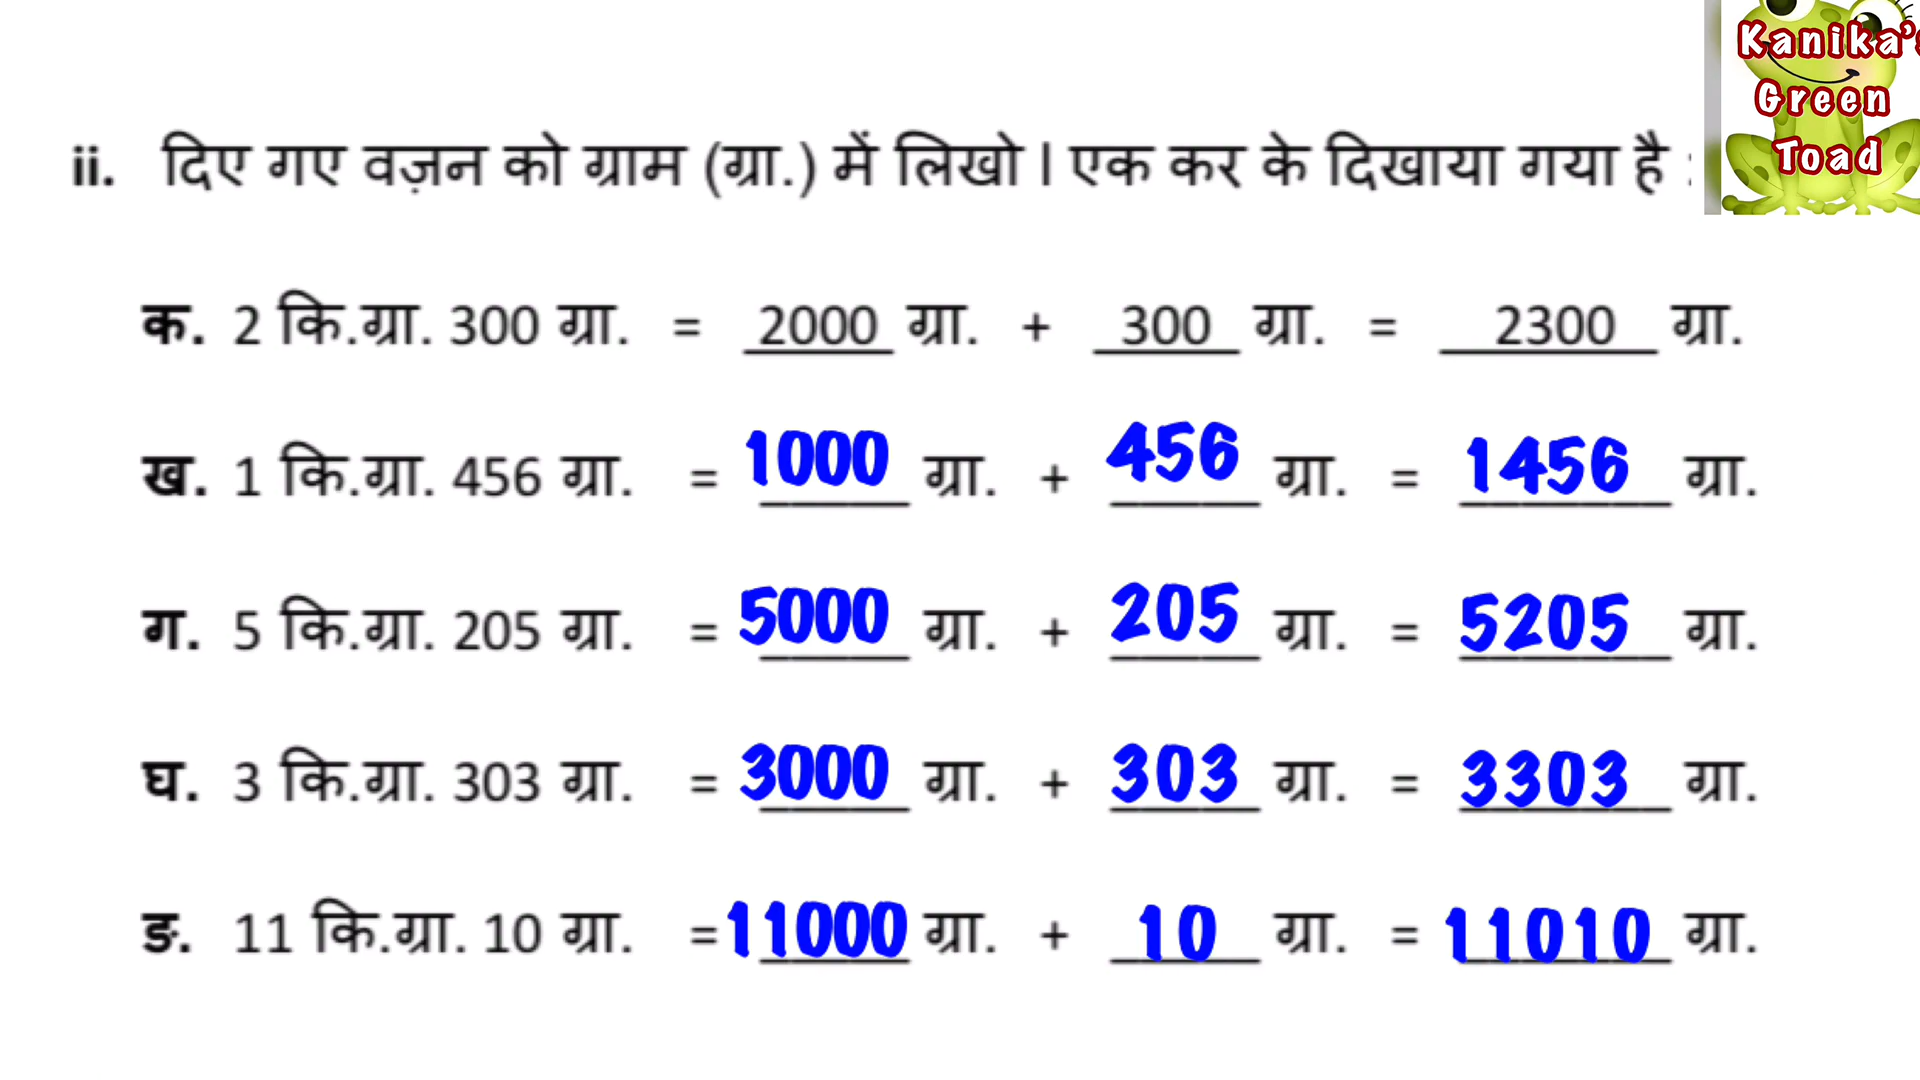 Kanika's
Green
Toad
ii. दिए गए वज़न को ग्राम (ग्रा.) में लिखो । एक कर के दिखाया गया है :
क. 2 कि.ग्रा. 300 ग्रा. = 2000 ग्रा. + 300 ग्रा. = 2300 ग्रा.
ख. 1 कि.ग्रा. 456 ग्रा. = 1000 ग्रा. + 456 ग्रा. = 1456 ग्रा.
ग. 5 कि.ग्रा. 205 ग्रा. = 5000 ग्रा. + 205 ग्रा. = 5205 ग्रा.
घ. 3 कि.ग्रा. 303 ग्रा. = 3000 ग्रा. + 303 ग्रा. = 3303 ग्रा.
ङ. 11 कि.ग्रा. 10 ग्रा. = 11000 ग्रा. + 10 ग्रा. = 11010 ग्रा.